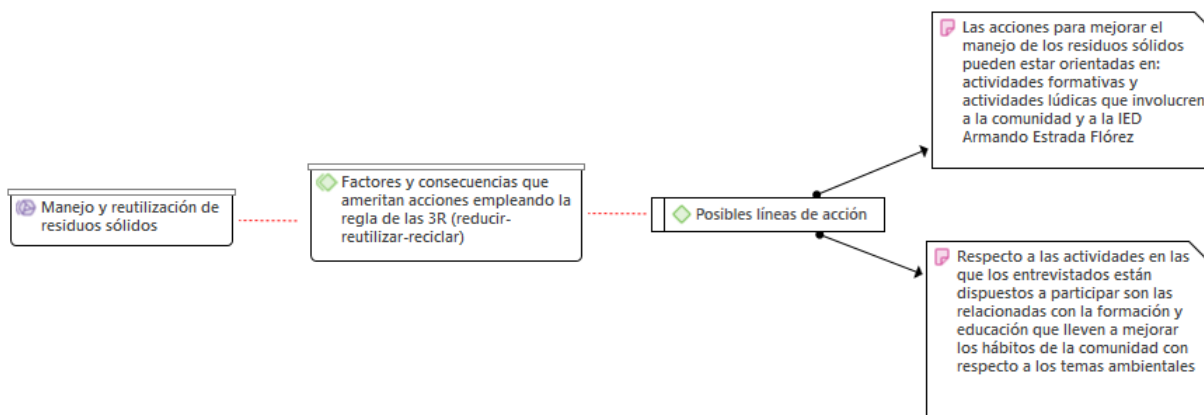 Manejo y reutilización de
residuos sólidos
Factores y consecuencias que
ameritan acciones empleando la
regla de las 3R (reducir-
reutilizar-reciclar)
Posibles líneas de acción
Las acciones para mejorar el
manejo de los residuos sólidos
pueden estar orientadas en:
actividades formativas y
actividades lúdicas que involucren
a la comunidad y a la IED
Armando Estrada Flórez
Respecto a las actividades en las
que los entrevistados están
dispuestos a participar son las
relacionadas con la formación y
educación que lleven a mejorar
los hábitos de la comunidad con
respecto a los temas ambientales